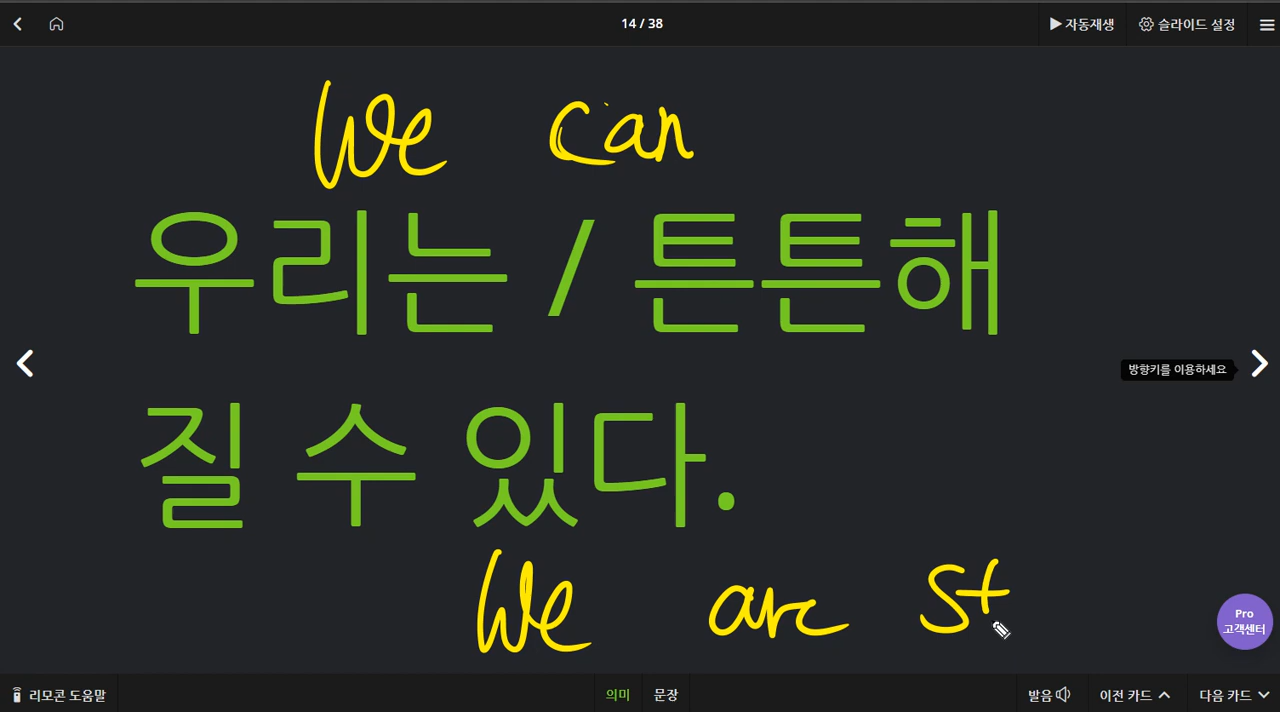 14 / 38
자동재생
슬라이드 설정
We can
우리는 / 튼튼해
질 수 있다.
방향키를 이용하세요
We are st
Pro
고객센터
리모콘 도움말
의미
문장
발음
이전 카드
다음 카드